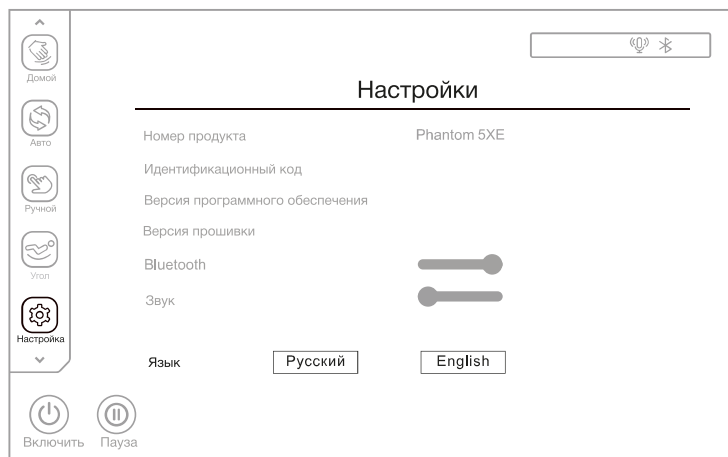 Домой
Авто
Ручной
Угол
Настройка
Настройки
Номер продукта Phantom 5XE
Идентификационный код
Версия программного обеспечения
Версия прошивки
Bluetooth
Звук
Язык Русский English
Включить Пауза